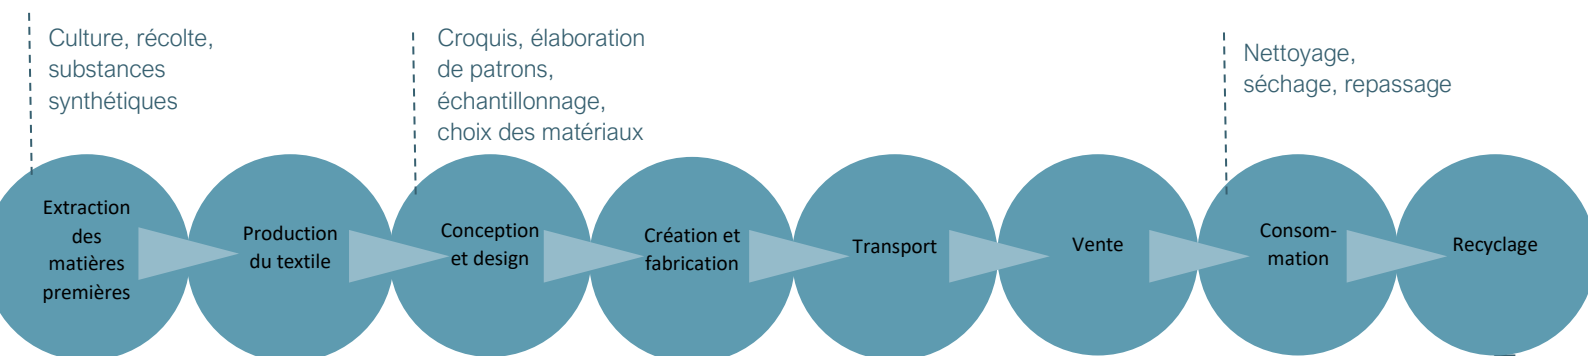 Culture, récolte,
substances
synthétiques
Croquis, élaboration
de patrons,
échantillonnage,
choix des matériaux
Nettoyage,
séchage, repassage
Extraction
des
matières
premières
Production
du textile
Conception
et design
Création et
fabrication
Transport
Vente
Consom-
mation
Recyclage